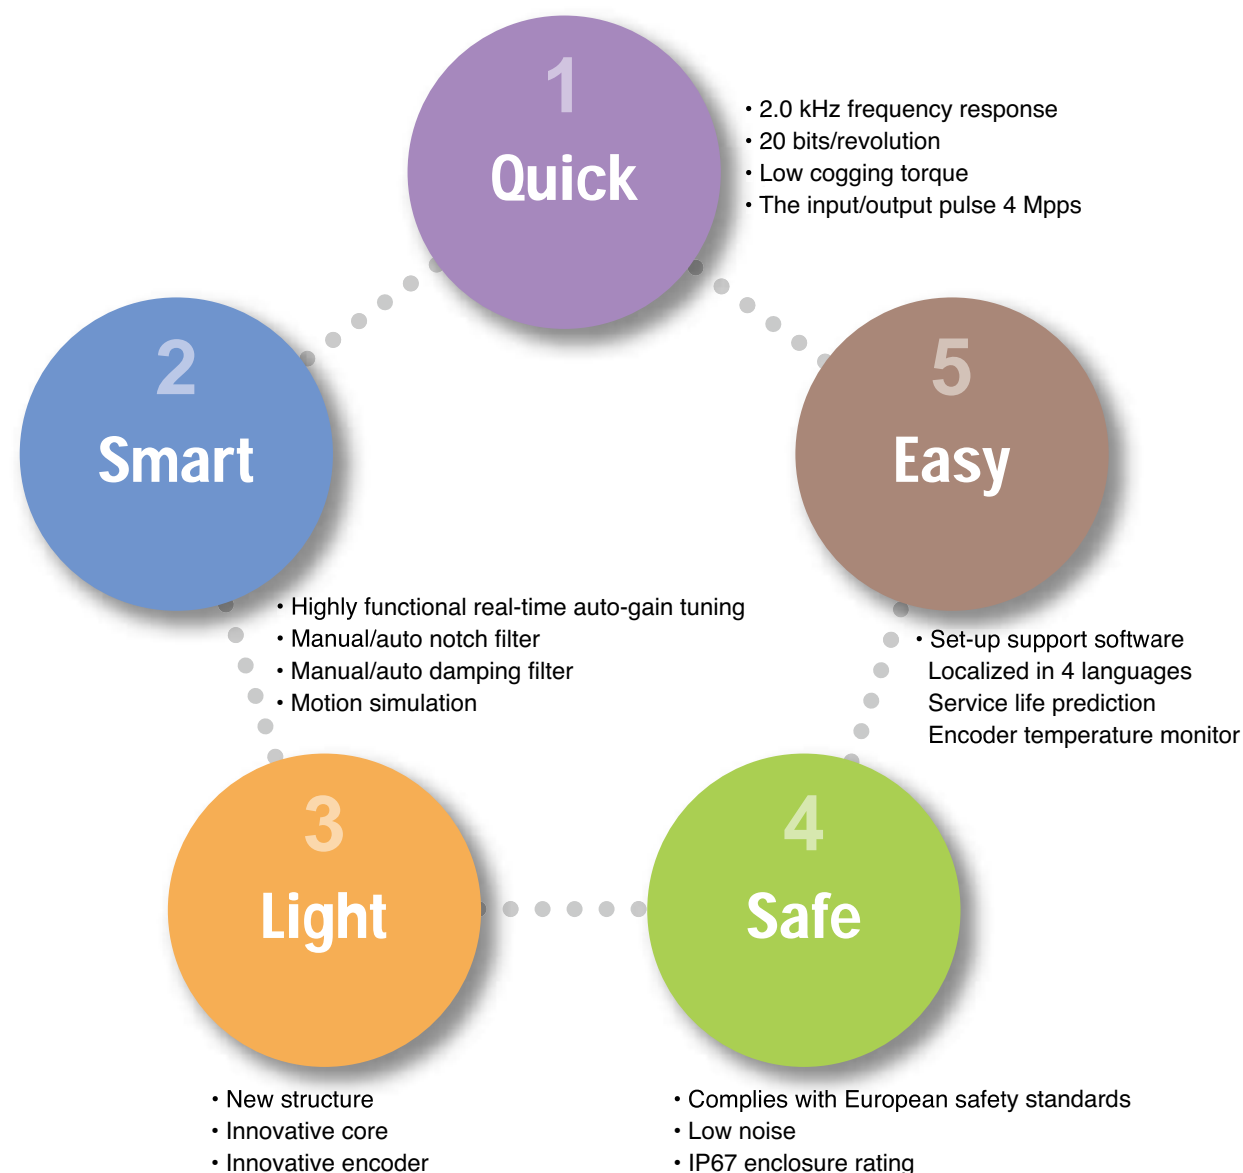 1
Quick
• 2.0 kHz frequency response
• 20 bits/revolution
• Low cogging torque
• The input/output pulse 4 Mpps
2
Smart
• Highly functional real-time auto-gain tuning
• Manual/auto notch filter
• Manual/auto damping filter
• Motion simulation
3
Light
• New structure
• Innovative core
• Innovative encoder
4
Safe
• Complies with European safety standards
• Low noise
• IP67 enclosure rating
5
Easy
• Set-up support software
Localized in 4 languages
Service life prediction
Encoder temperature monitor